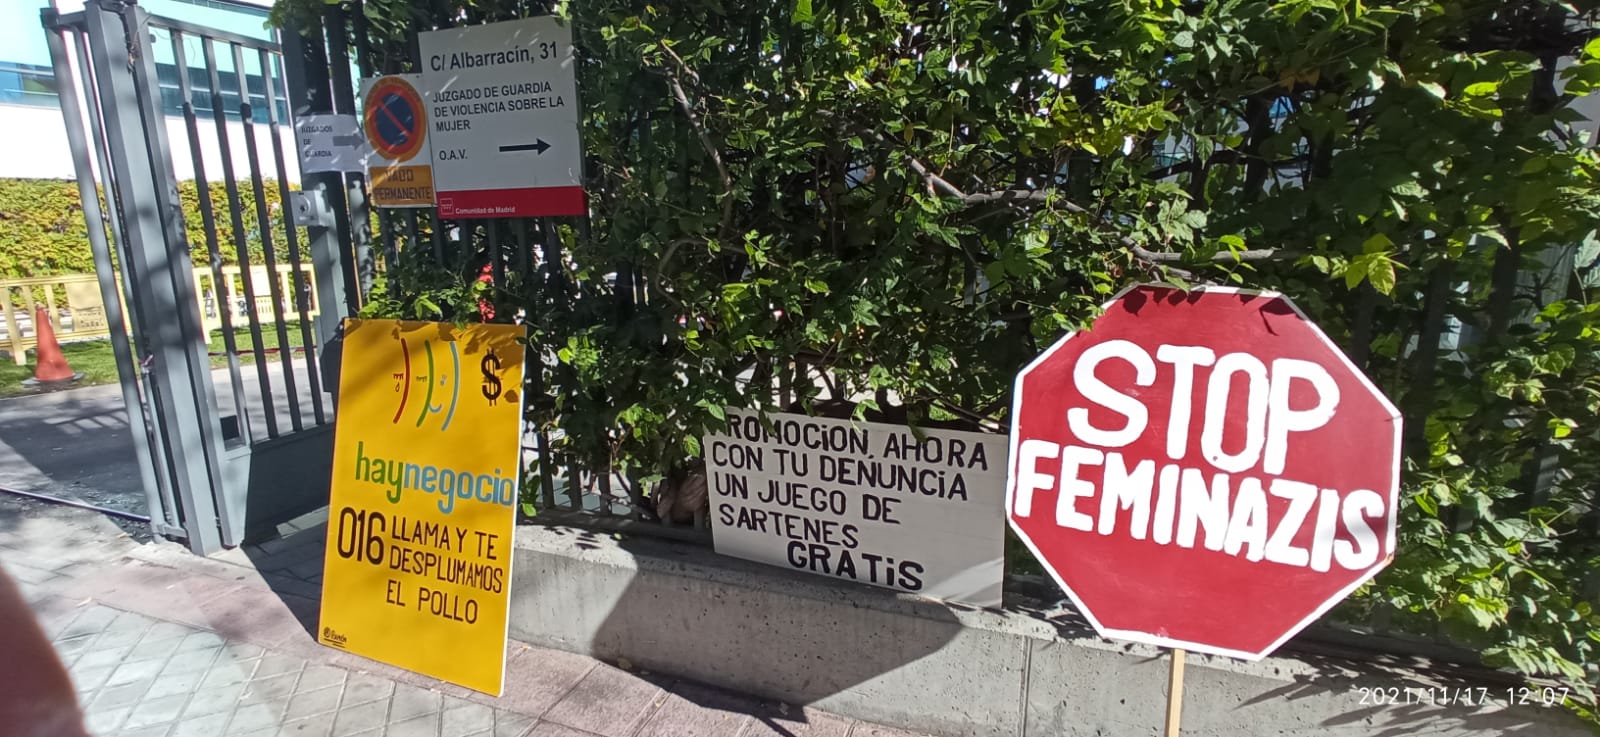 C/ Albarracín, 31
JUZGADO DE GUARDIA
DE VIOLENCIA SOBRE LA
MUJER
O.A.V.
Comunidad de Madrid
JUZGADOS
DE
GUARDIA
VADO
PERMANENTE
$
haynegocio
016 LLAMA Y TE
DESPLUMAMOS
EL POLLO
Ramón
PROMOCiON, AHORA
CON TU DENUNCiA
UN JUEGO DE
SARTENES
GRATiS
STOP
FEMINAZIS
2021/11/17 12:07